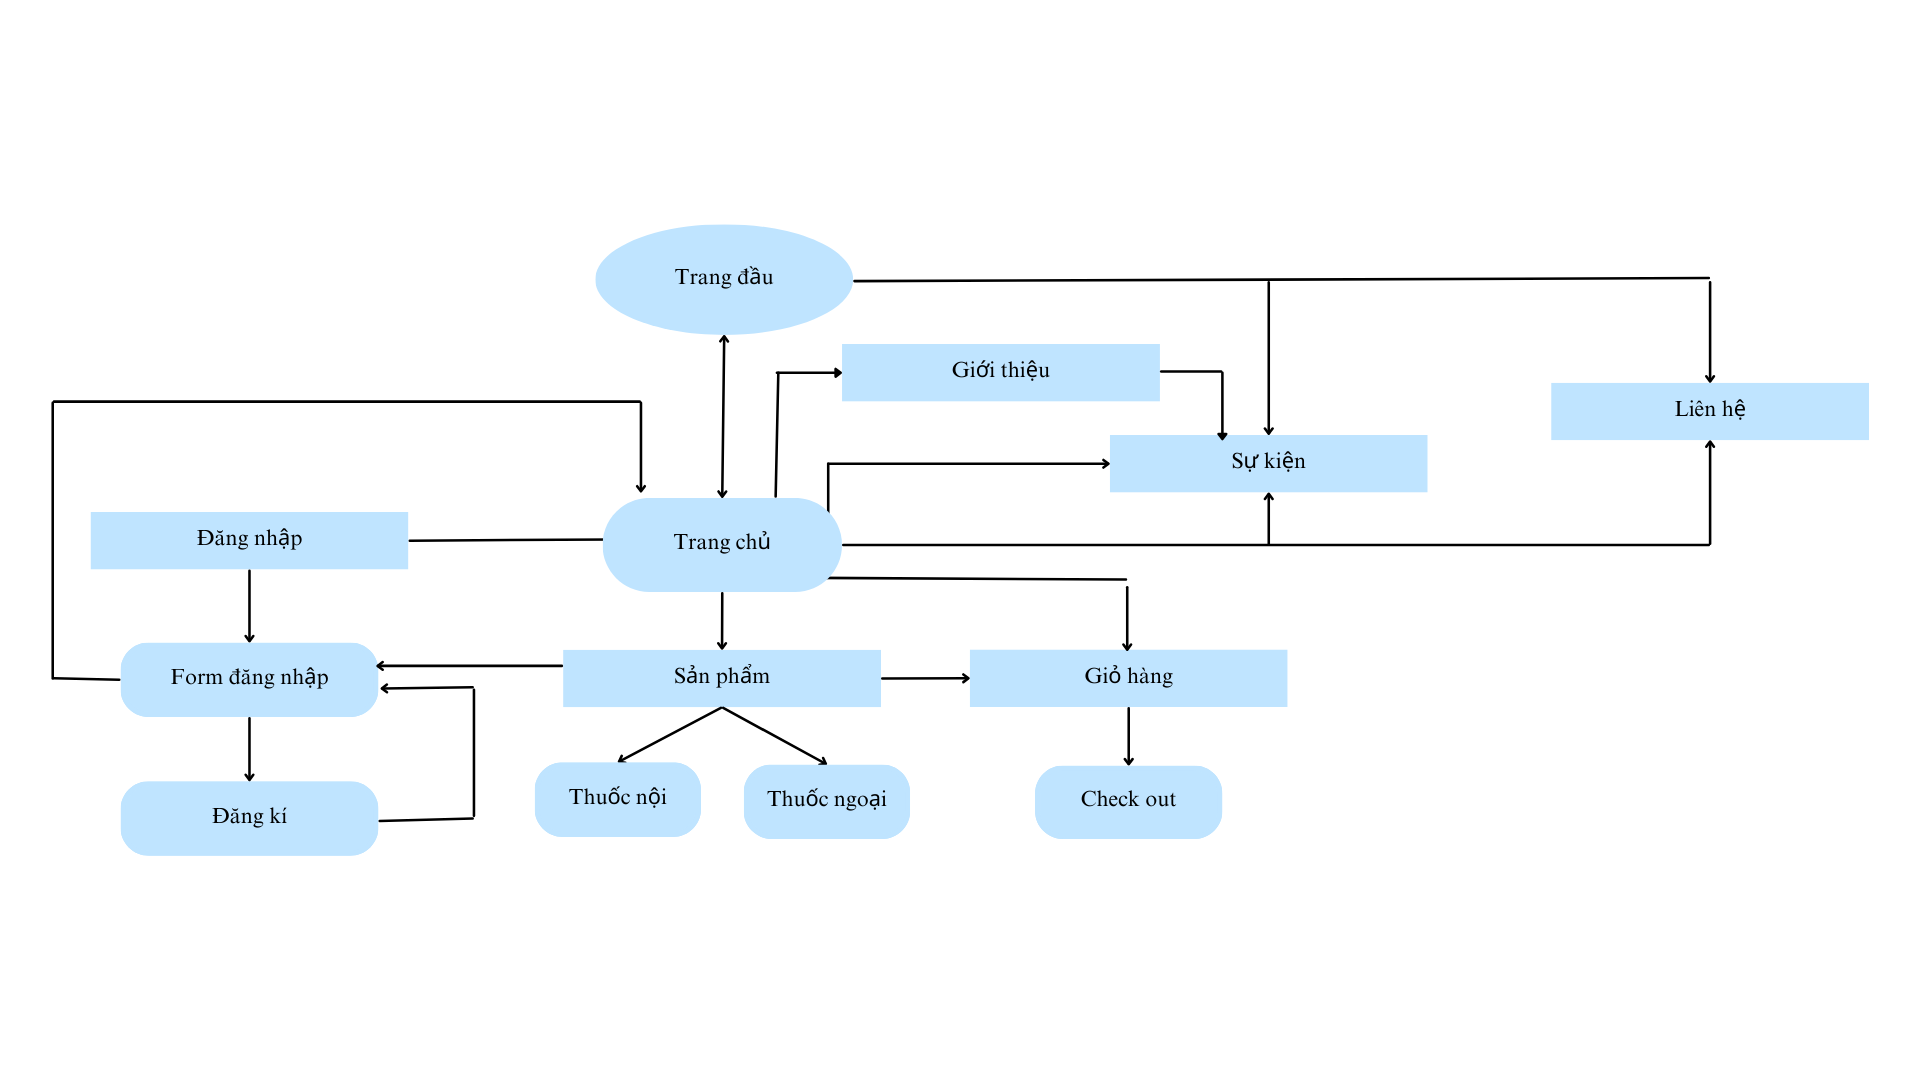 Trang đầu
Giới thiệu
Liên hệ
Sự kiện
Đăng nhập
Trang chủ
Form đăng nhập
Sản phẩm
Giỏ hàng
Thuốc nội
Thuốc ngoại
Check out
Đăng kí